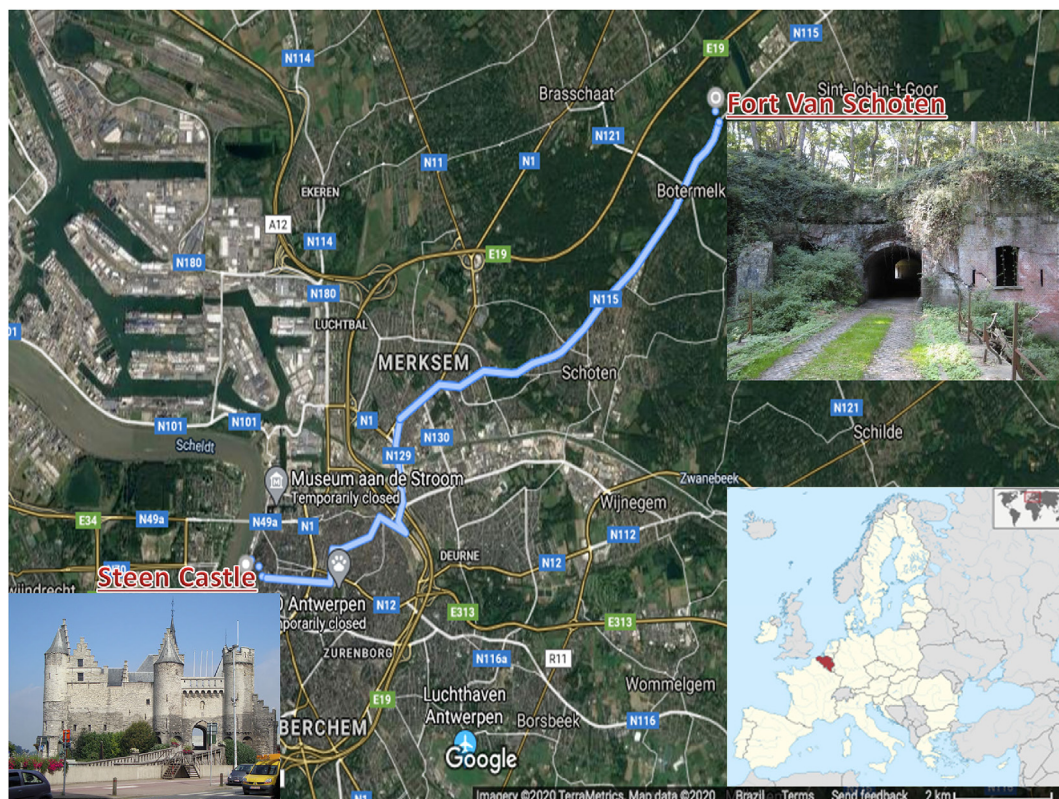 N115
E19
N114
Sint-Job-in-'t-Goor
Brasschaat
Fort Van Schoten
N121
N11
N1
Botermelk
EKEREN
A12
N114
E19
N180
N180
N115
LUCHTBAL
MERKSEM
Schoten
N121
N1
N101
N101
N130
Schilde
Scheldt
N129
Museum aan de Stroom
Temporarily closed
Zwanebeek
Wijnegem
E34
N49a
N49a
N1
N112
DEURNE
N12
Steen Castle
Antwerpen
N12
E313
E313
ZURENBORG
N116a
R11
Wommelgem
E19
Luchthaven
Antwerpen
Borsbeek
N116
BERCHEM
Google
N1
Imagery ©2020 TerraMetrics, Map data ©2020
Brazil
Terms
Send feedback
2 km